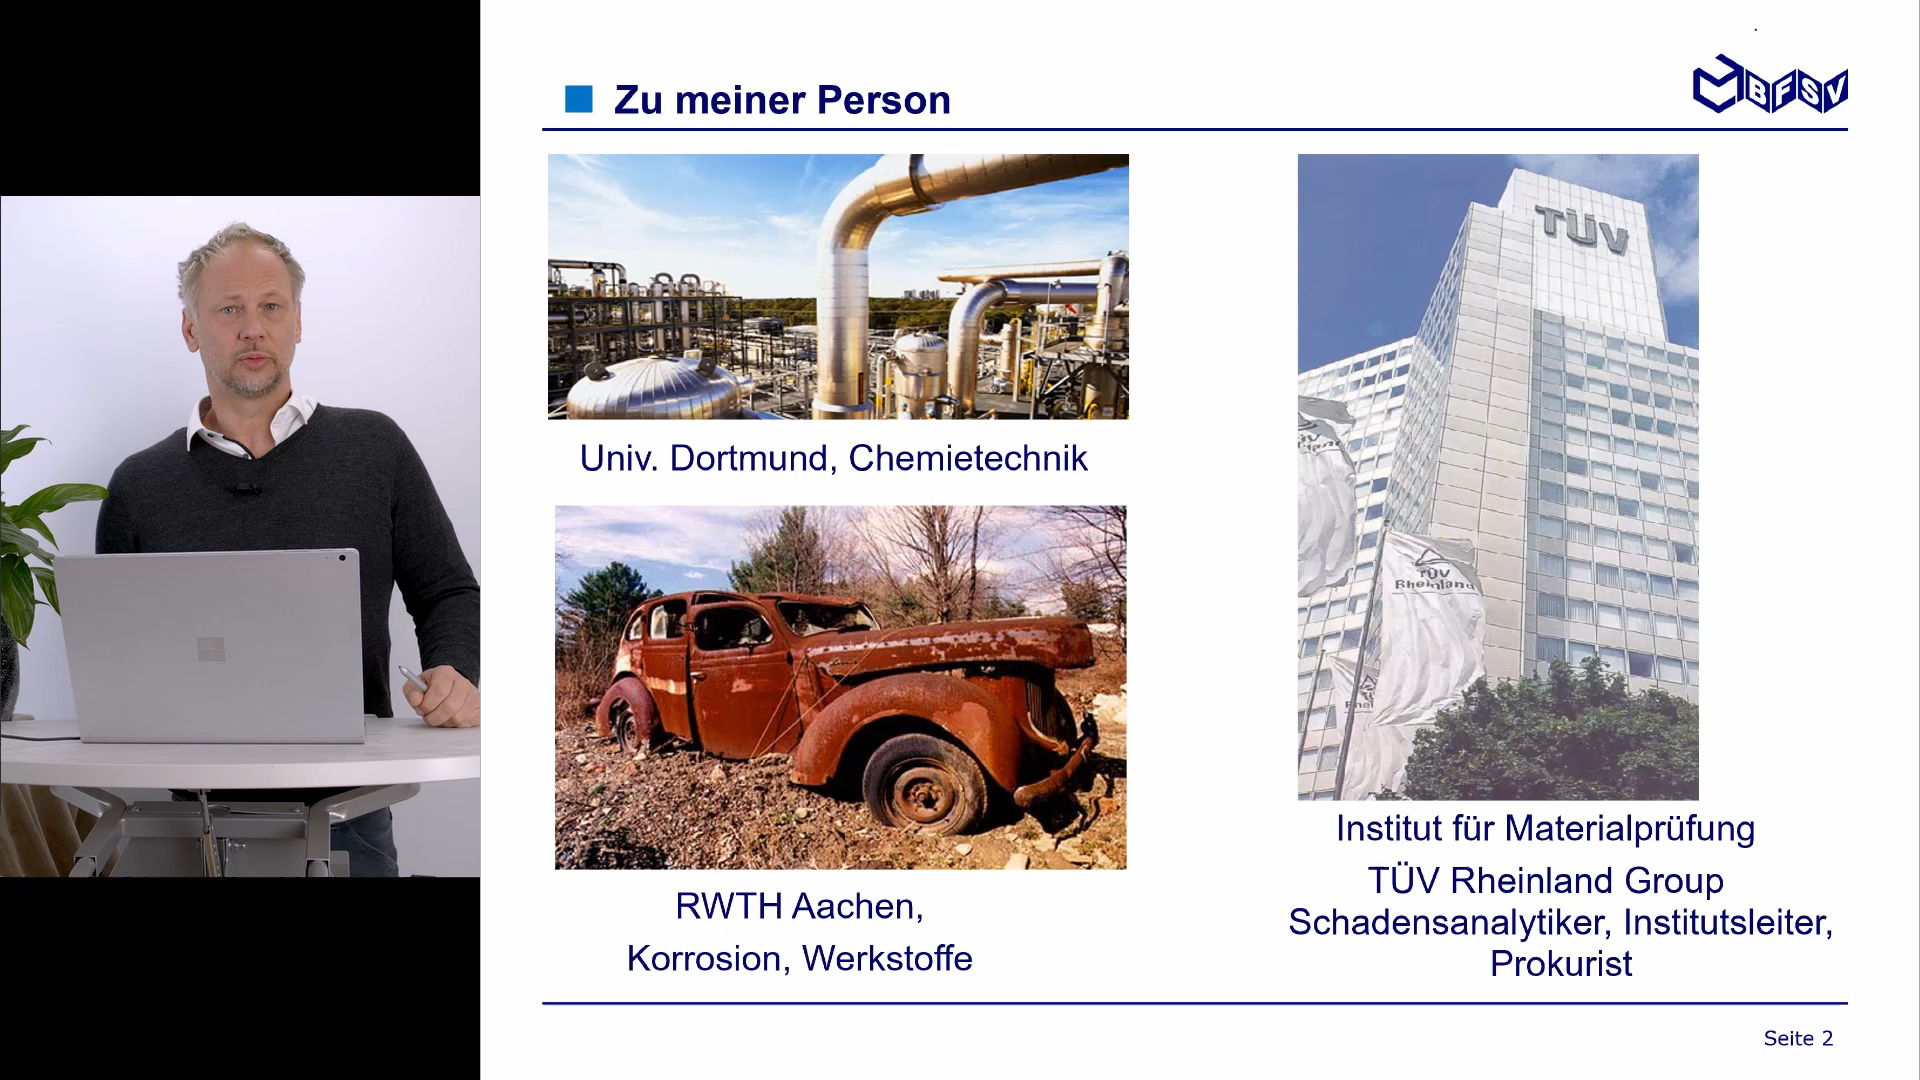 Zu meiner Person
BFSV
TÜV
TÜV
Rheinland
Univ. Dortmund, Chemietechnik
RWTH Aachen,
Korrosion, Werkstoffe
Institut für Materialprüfung
TÜV Rheinland Group
Schadensanalytiker, Institutsleiter,
Prokurist
Seite 2